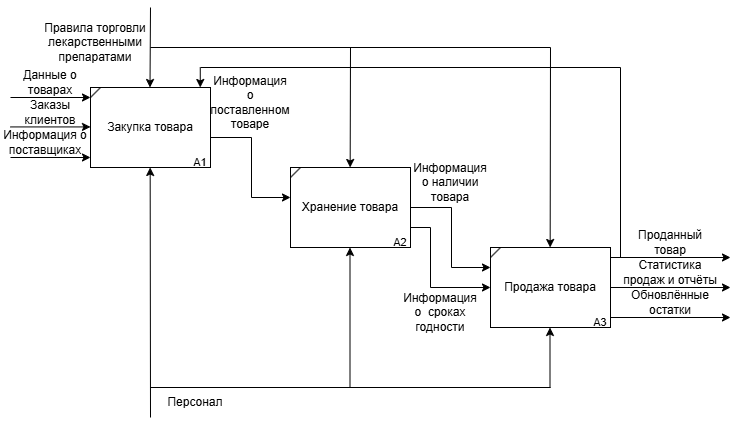 Правила торговли
лекарственными
препаратами
Данные о
товарах
Заказы
клиентов
Информация о
поставщиках
Закупка товара
A1
Информация
о
поставленном
товаре
Хранение товара
A2
Информация
о наличии
товара
Информация
о сроках
годности
Продажа товара
A3
Проданный
товар
Статистика
продаж и отчёты
Обновлённые
остатки
Персонал